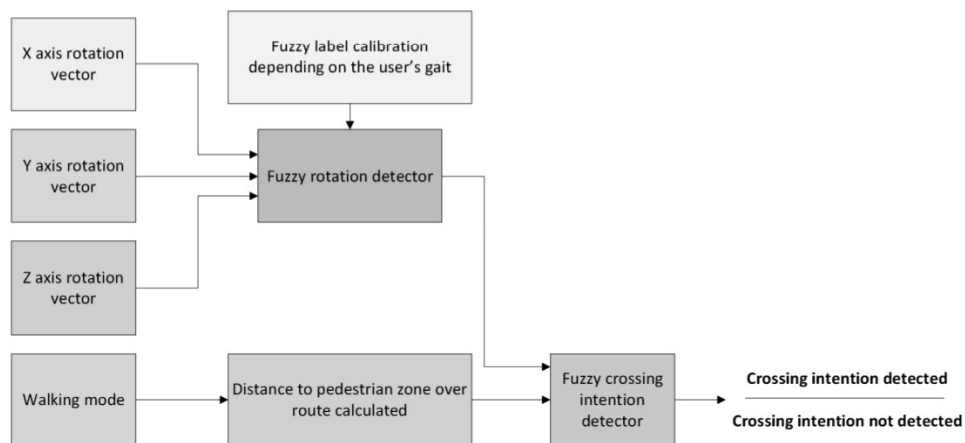 X axis rotation
vector
Fuzzy label calibration
depending on the user's gait
Y axis rotation
vector
Fuzzy rotation detector
Z axis rotation
vector
Walking mode
Distance to pedestrian zone over
route calculated
Fuzzy crossing
intention
detector
Crossing intention detected
Crossing intention not detected